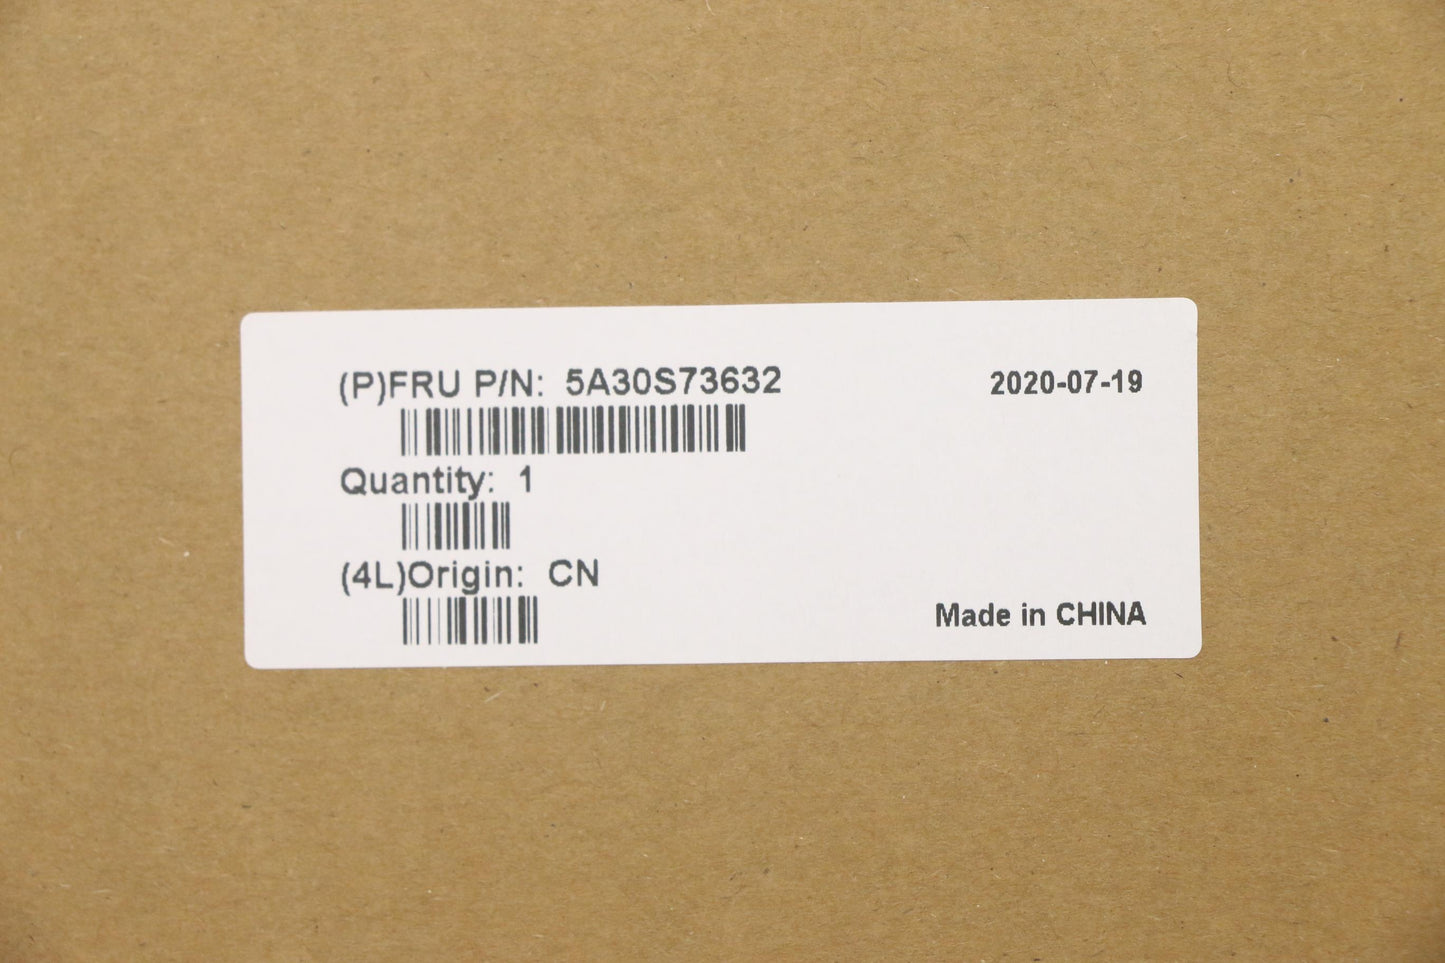 (P)FRU P/N: 5A30S73632 2020-07-19
Quantity: 1
(4L)Origin: CN
Made in CHINA